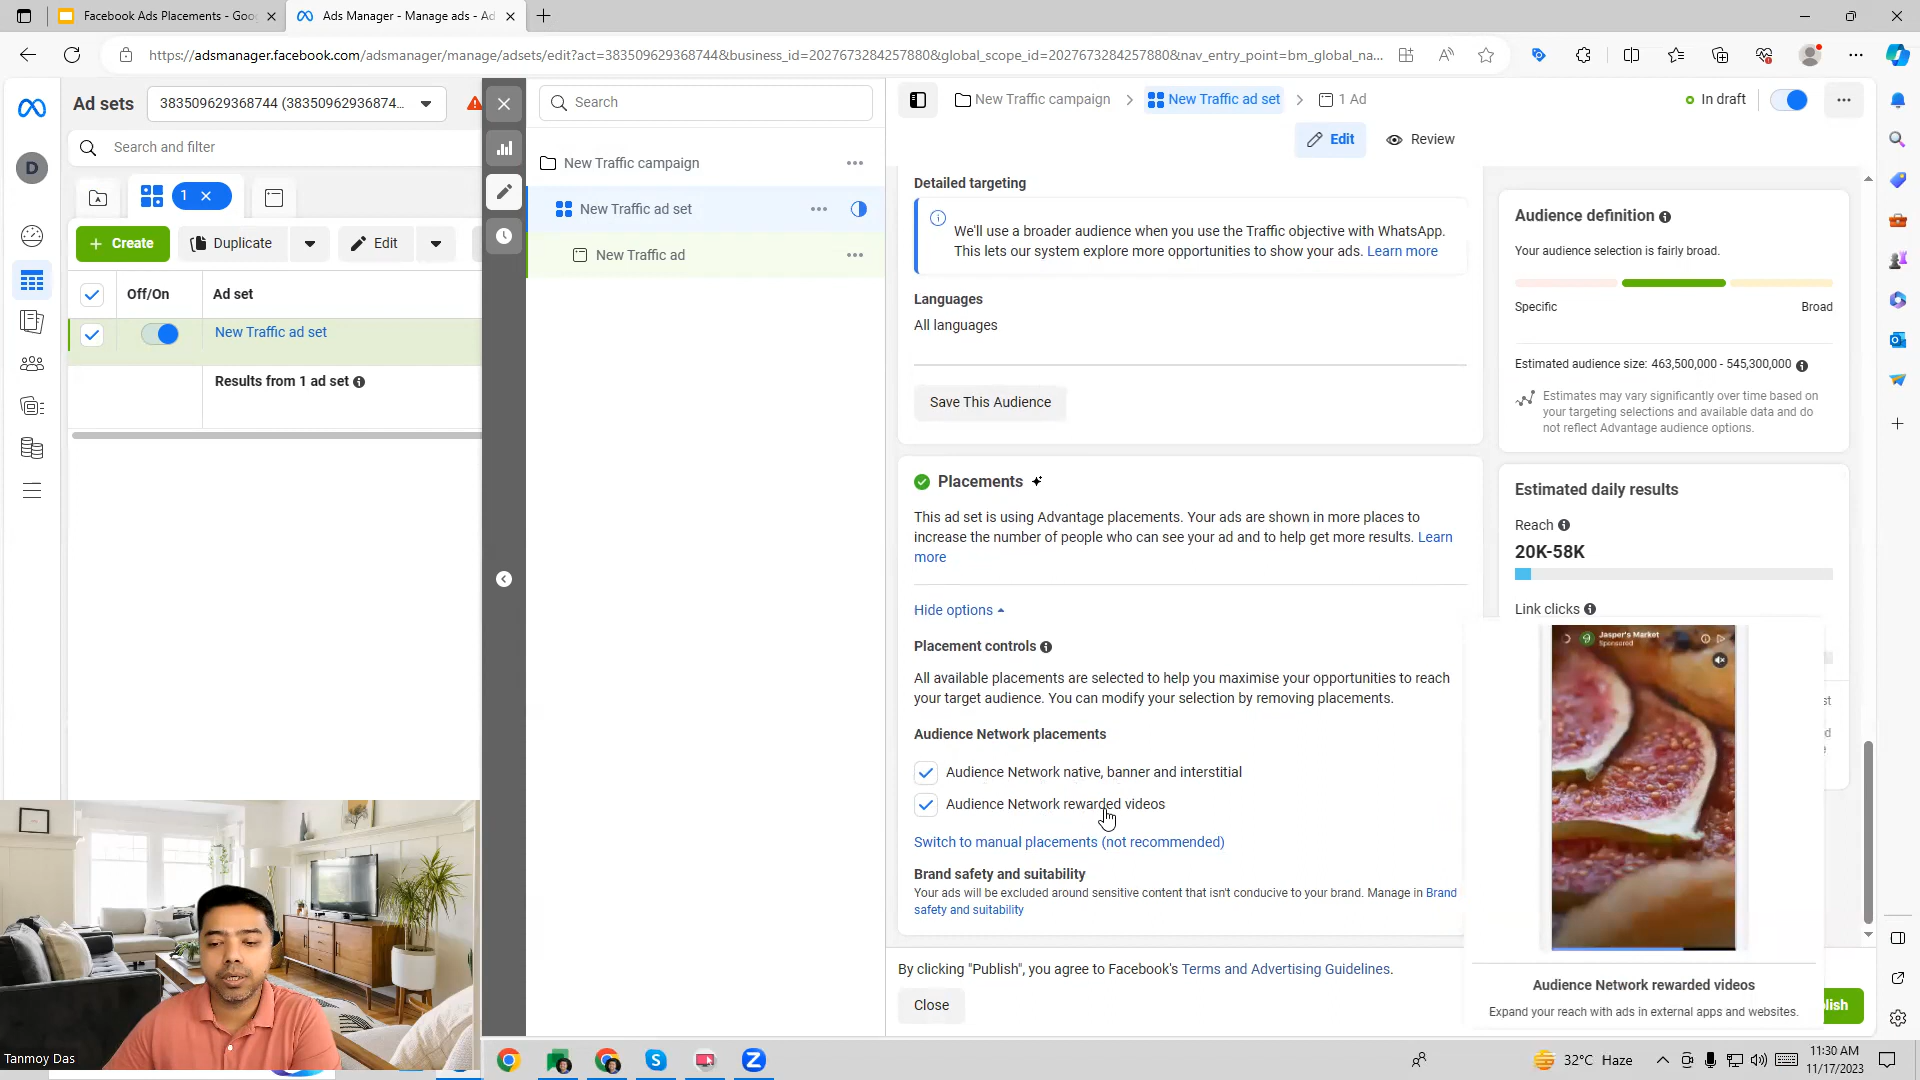 Facebook Ads Placements - Goo
Ads Manager - Manage ads - Ad
https://adsmanager.facebook.com/adsmanager/manage/adsets/edit?act=383509629368744&business_id=2027673284257880&global_scope_id=2027673284257880&nav_entry_point=bm_global_na...
Ad sets
383509629368744 (38350962936874...
Search and filter
1
Create
Duplicate
Edit
Off/On
Ad set
New Traffic ad set
Results from 1 ad set
D
Search
New Traffic campaign
New Traffic ad set
New Traffic ad
New Traffic campaign
New Traffic ad set
1 Ad
In draft
Edit
Review
Detailed targeting
We'll use a broader audience when you use the Traffic objective with WhatsApp.
This lets our system explore more opportunities to show your ads. Learn more
Languages
All languages
Save This Audience
Placements
This ad set is using Advantage placements. Your ads are shown in more places to
increase the number of people who can see your ad and to help get more results. Learn
more
Hide options
Placement controls
All available placements are selected to help you maximise your opportunities to reach
your target audience. You can modify your selection by removing placements.
Audience Network placements
Audience Network native, banner and interstitial
Audience Network rewarded videos
Switch to manual placements (not recommended)
Brand safety and suitability
Your ads will be excluded around sensitive content that isn't conducive to your brand. Manage in Brand
safety and suitability
By clicking "Publish", you agree to Facebook's Terms and Advertising Guidelines.
Close
Audience definition
Your audience selection is fairly broad.
Specific
Broad
Estimated audience size: 463,500,000 - 545,300,000
Estimates may vary significantly over time based on
your targeting selections and available data and do
not reflect Advantage audience options.
Estimated daily results
Reach
20K-58K
Link clicks
Jasper's Market
Sponsored
st
d
e
Audience Network rewarded videos
Expand your reach with ads in external apps and websites.
lish
Tanmoy Das
32°C Haze
11:30 AM
11/17/2023